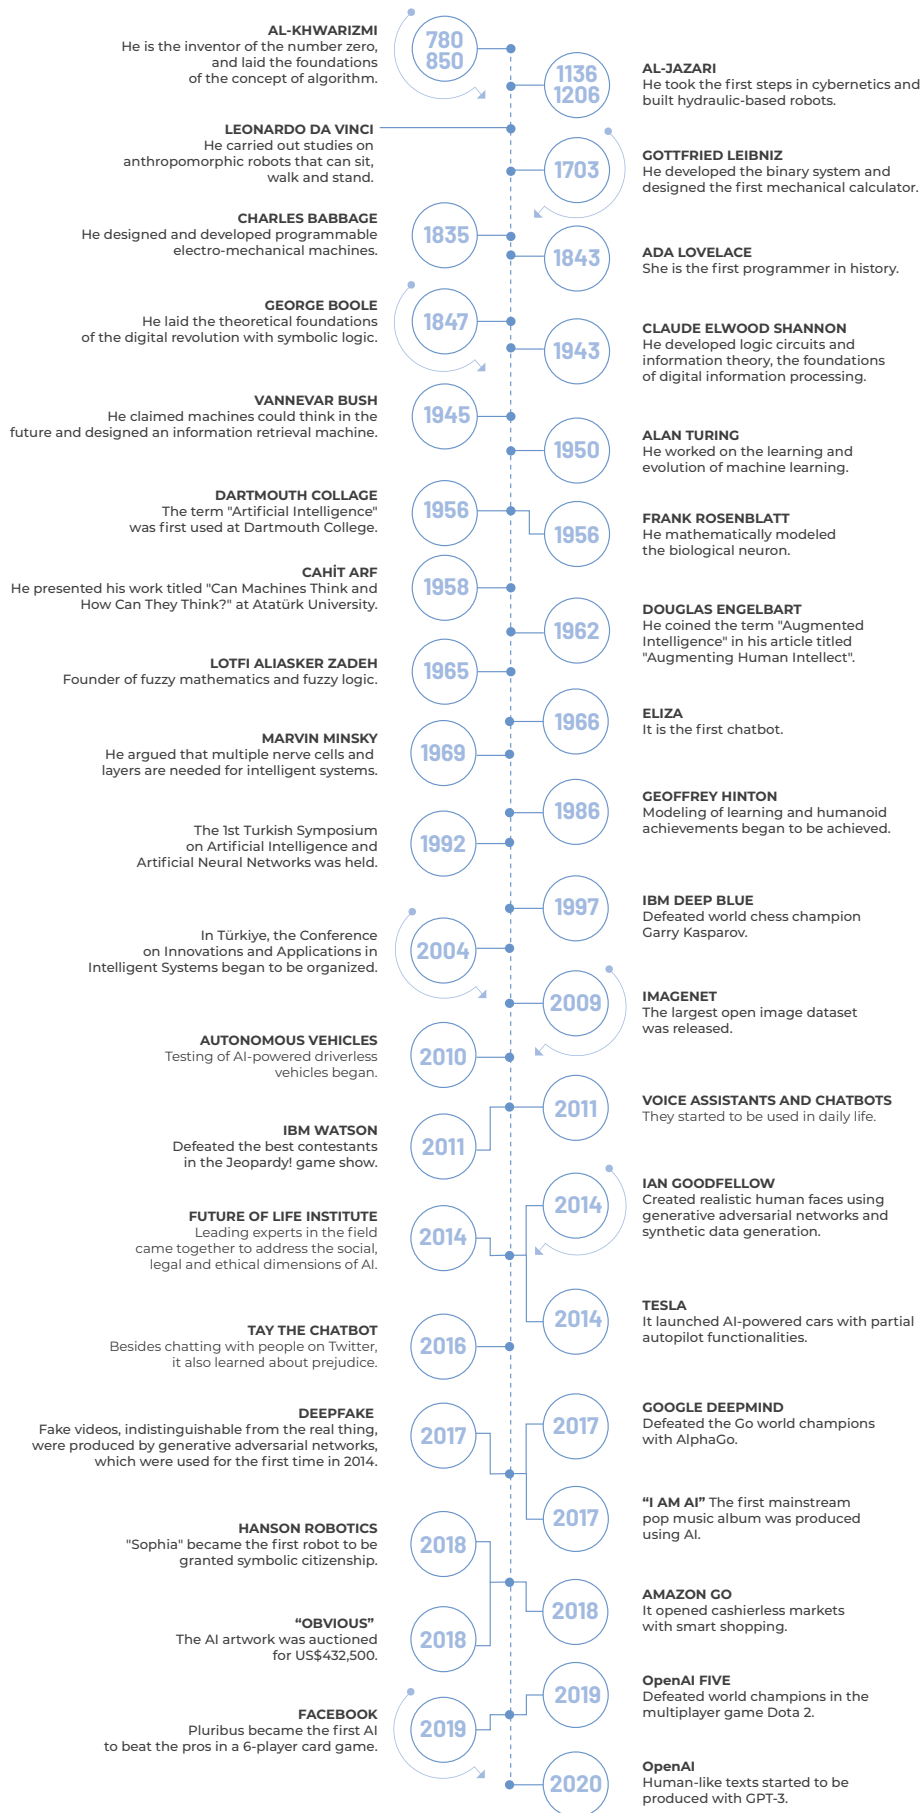 AL-KHWARIZMI
He is the inventor of the number zero,
and laid the foundations
of the concept of algorithm.
780
850
1136
1206
AL-JAZARI
He took the first steps in cybernetics and
built hydraulic-based robots.
LEONARDO DA VINCI
He carried out studies on
anthropomorphic robots that can sit,
walk and stand.
1703
GOTTFRIED LEIBNIZ
He developed the binary system and
designed the first mechanical calculator.
CHARLES BABBAGE
He designed and developed programmable
electro-mechanical machines.
1835
1843
ADA LOVELACE
She is the first programmer in history.
GEORGE BOOLE
He laid the theoretical foundations
of the digital revolution with symbolic logic.
1847
1943
CLAUDE ELWOOD SHANNON
He developed logic circuits and
information theory, the foundations
of digital information processing.
VANNEVAR BUSH
He claimed machines could think in the
future and designed an information retrieval machine.
1945
1950
ALAN TURING
He worked on the learning and
evolution of machine learning.
DARTMOUTH COLLAGE
The term "Artificial Intelligence"
was first used at Dartmouth College.
1956
1956
FRANK ROSENBLATT
He mathematically modeled
the biological neuron.
CAHİT ARF
He presented his work titled "Can Machines Think and
How Can They Think?" at Atatürk University.
1958
1962
DOUGLAS ENGELBART
He coined the term "Augmented
Intelligence" in his article titled
"Augmenting Human Intellect".
LOTFI ALIASKER ZADEH
Founder of fuzzy mathematics and fuzzy logic.
1965
1966
ELIZA
It is the first chatbot.
MARVIN MINSKY
He argued that multiple nerve cells and
layers are needed for intelligent systems.
1969
1986
GEOFFREY HINTON
Modeling of learning and humanoid
achievements began to be achieved.
The 1st Turkish Symposium
on Artificial Intelligence and
Artificial Neural Networks was held.
1992
1997
IBM DEEP BLUE
Defeated world chess champion
Garry Kasparov.
In Türkiye, the Conference
on Innovations and Applications in
Intelligent Systems began to be organized.
2004
2009
IMAGENET
The largest open image dataset
was released.
AUTONOMOUS VEHICLES
Testing of AI-powered driverless
vehicles began.
2010
2011
VOICE ASSISTANTS AND CHATBOTS
They started to be used in daily life.
IBM WATSON
Defeated the best contestants
in the Jeopardy! game show.
2011
2014
IAN GOODFELLOW
Created realistic human faces using
generative adversarial networks and
synthetic data generation.
FUTURE OF LIFE INSTITUTE
Leading experts in the field
came together to address the social,
legal and ethical dimensions of AI.
2014
2014
TESLA
It launched AI-powered cars with partial
autopilot functionalities.
TAY THE CHATBOT
Besides chatting with people on Twitter,
it also learned about prejudice.
2016
2017
GOOGLE DEEPMIND
Defeated the Go world champions
with AlphaGo.
DEEPFAKE
Fake videos, indistinguishable from the real thing,
were produced by generative adversarial networks,
which were used for the first time in 2014.
2017
2017
“I AM AI” The first mainstream
pop music album was produced
using AI.
HANSON ROBOTICS
"Sophia" became the first robot to be
granted symbolic citizenship.
2018
2018
AMAZON GO
It opened cashierless markets
with smart shopping.
“OBVIOUS”
The AI artwork was auctioned
for US$432,500.
2018
2019
OpenAI FIVE
Defeated world champions in the
multiplayer game Dota 2.
FACEBOOK
Pluribus became the first AI
to beat the pros in a 6-player card game.
2019
2020
OpenAI
Human-like texts started to be
produced with GPT-3.